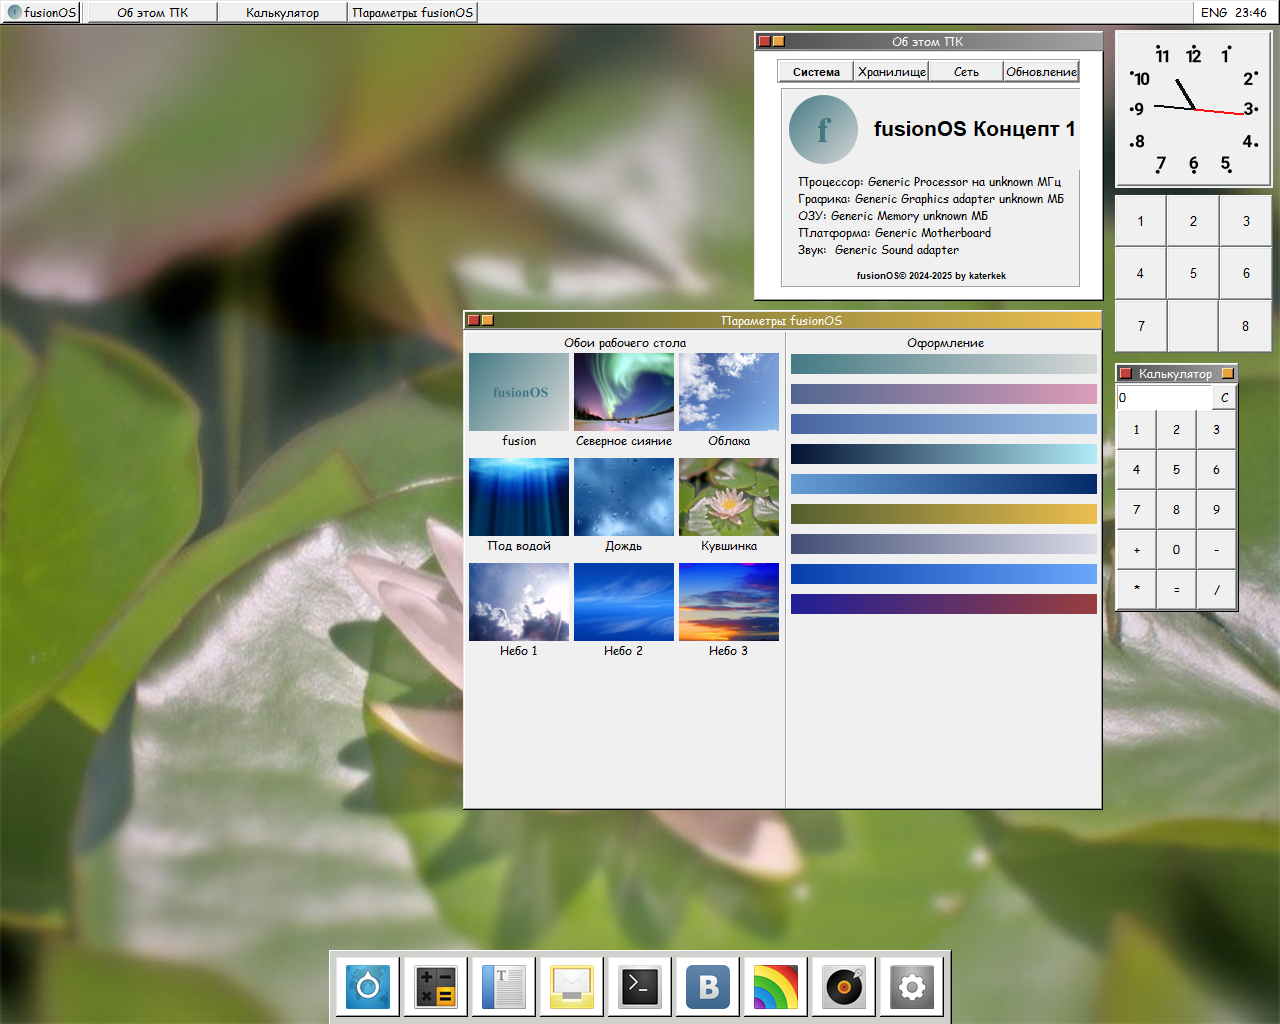 fusionOS Об этом ПК Калькулятор Параметры fusionOS ENG 23:46
Об этом ПК
Система Хранилище Сеть Обновление
f fusionOS Концепт 1
Процессор: Generic Processor на unknown МГц
Графика: Generic Graphics adapter unknown МБ
ОЗУ: Generic Memory unknown МБ
Платформа: Generic Motherboard
Звук: Generic Sound adapter
fusionOS© 2024-2025 by katerkek
11 12 1
10 2
9 3
8 4
7 6 5
1 2 3
4 5 6
7 8
Параметры fusionOS
Обои рабочего стола
fusionOS
fusion Северное сияние Облака
Под водой Дождь Кувшинка
Небо 1 Небо 2 Небо 3
Оформление
Калькулятор
0 C
1 2 3
4 5 6
7 8 9
+ 0 -
* = /
T
>_
B